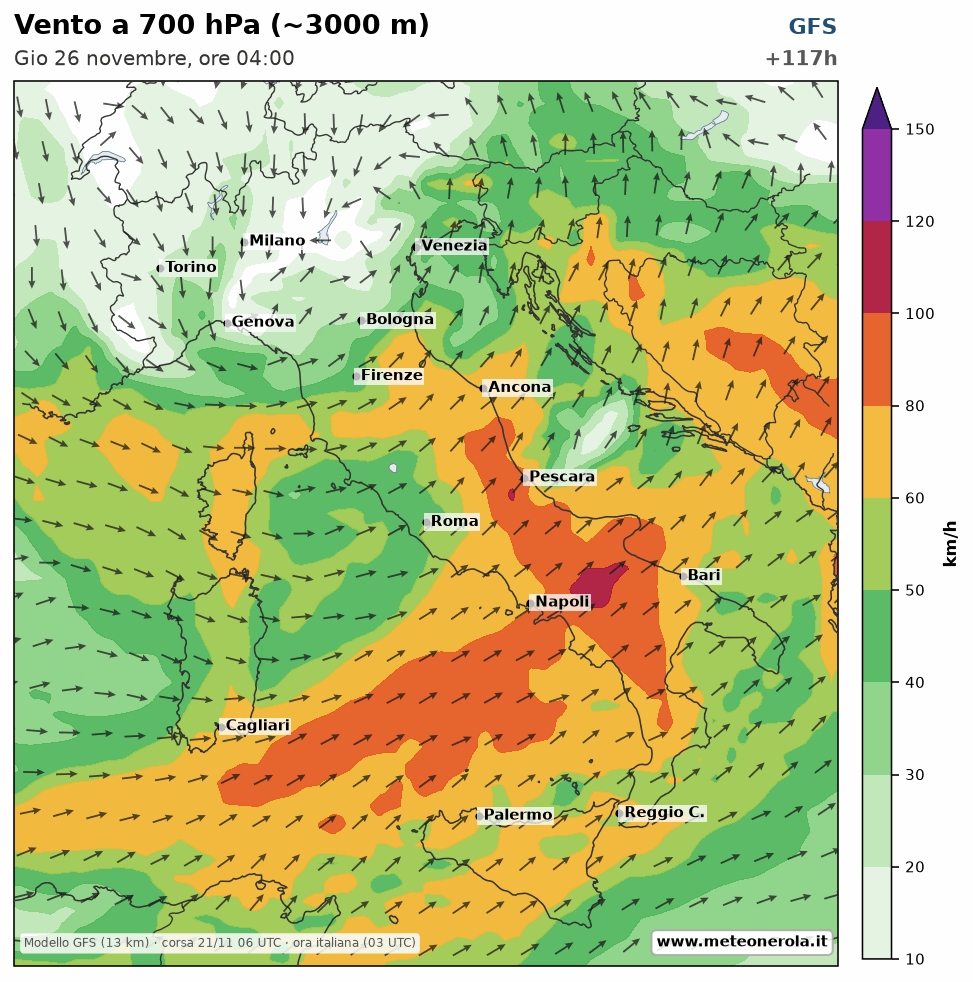 Vento a 700 hPa (~3000 m)
GFS
Gio 26 novembre, ore 04:00
+117h
Milano
Venezia
Torino
Genova
Bologna
Firenze
Ancona
Pescara
Roma
Bari
Napoli
Cagliari
Palermo
Reggio C.
150
120
100
80
60
50
40
30
20
10
km/h
Modello GFS (13 km) · corsa 21/11 06 UTC · ora italiana (03 UTC)
www.meteonerola.it